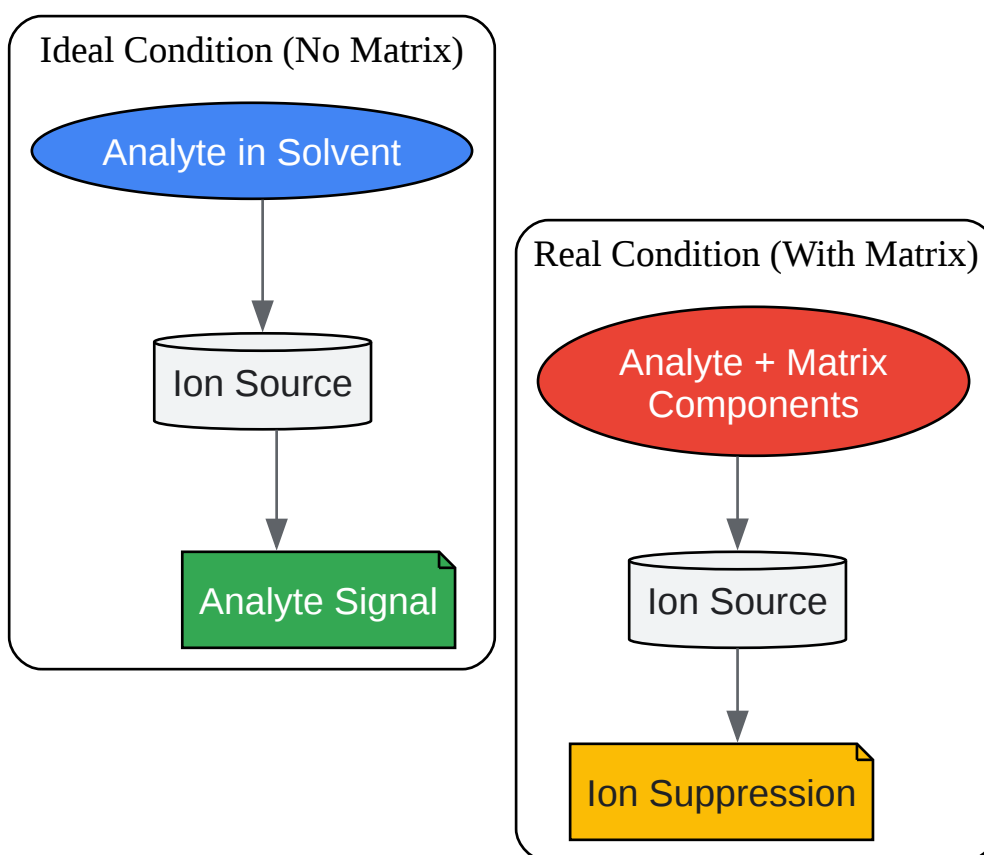 Ideal Condition (No Matrix)
Analyte in Solvent
Ion Source
Analyte Signal
Real Condition (With Matrix)
Analyte + Matrix
Components
Ion Source
Ion Suppression